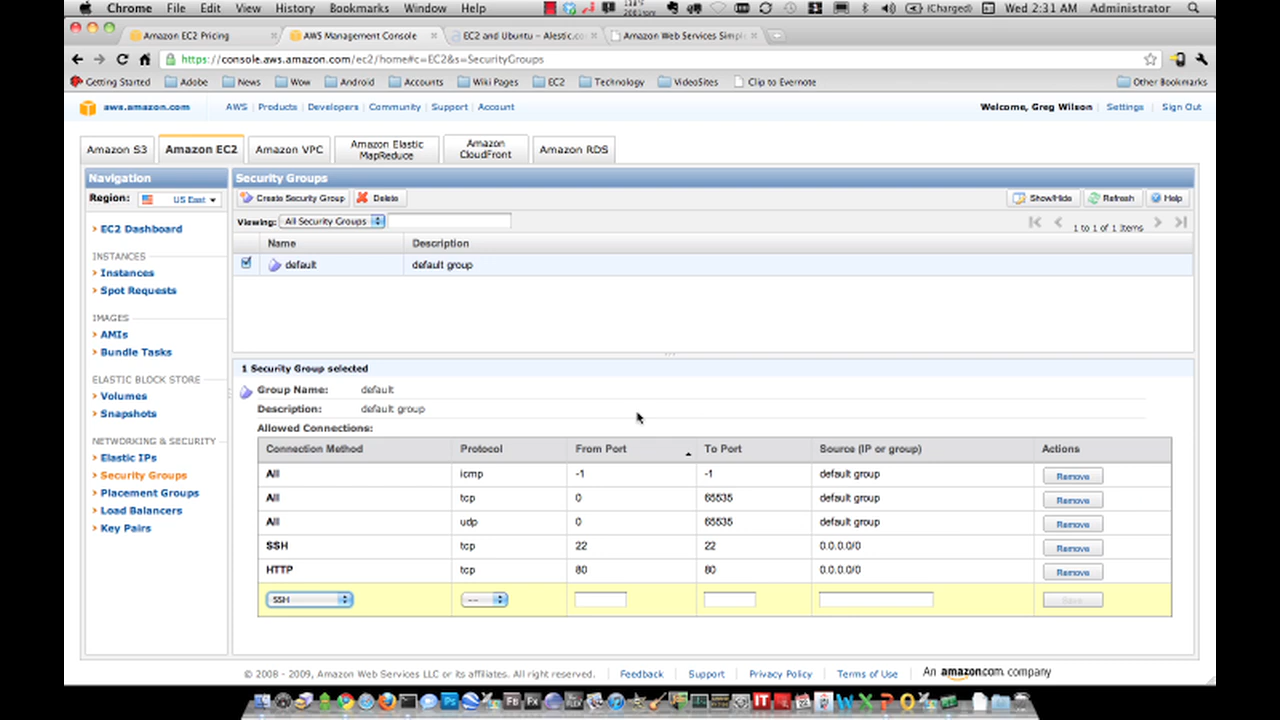 Chrome File Edit View History Bookmarks Window Help (Charged) Wed 2:31 AM Administrator
Amazon EC2 Pricing AWS Management Console EC2 and Ubuntu – Alestic.co Amazon Web Services Simpl
https://console.aws.amazon.com/ec2/home#c=EC2&s=SecurityGroups
Getting Started Adobe News Wow Android Accounts Wiki Pages EC2 Technology VideoSites Clip to Evernote Other Bookmarks
aws.amazon.com AWS | Products | Developers | Community | Support | Account Welcome, Greg Wilson | Settings | Sign Out
Amazon S3 Amazon EC2 Amazon VPC Amazon Elastic MapReduce Amazon CloudFront Amazon RDS
Navigation
Region: US East
EC2 Dashboard
INSTANCES
Instances
Spot Requests
IMAGES
AMIs
Bundle Tasks
ELASTIC BLOCK STORE
Volumes
Snapshots
NETWORKING & SECURITY
Elastic IPs
Security Groups
Placement Groups
Load Balancers
Key Pairs
Security Groups
Create Security Group Delete Show/Hide Refresh Help
Viewing: All Security Groups 1 to 1 of 1 Items
Name Description
default default group
1 Security Group selected
Group Name: default
Description: default group
Allowed Connections:
Connection Method Protocol From Port To Port Source (IP or group) Actions
All icmp -1 -1 default group Remove
All tcp 0 65535 default group Remove
All udp 0 65535 default group Remove
SSH tcp 22 22 0.0.0.0/0 Remove
HTTP tcp 80 80 0.0.0.0/0 Remove
SSH -- Save
© 2008 - 2009, Amazon Web Services LLC or its affiliates. All right reserved. | Feedback | Support | Privacy Policy | Terms of Use | An amazon.com company